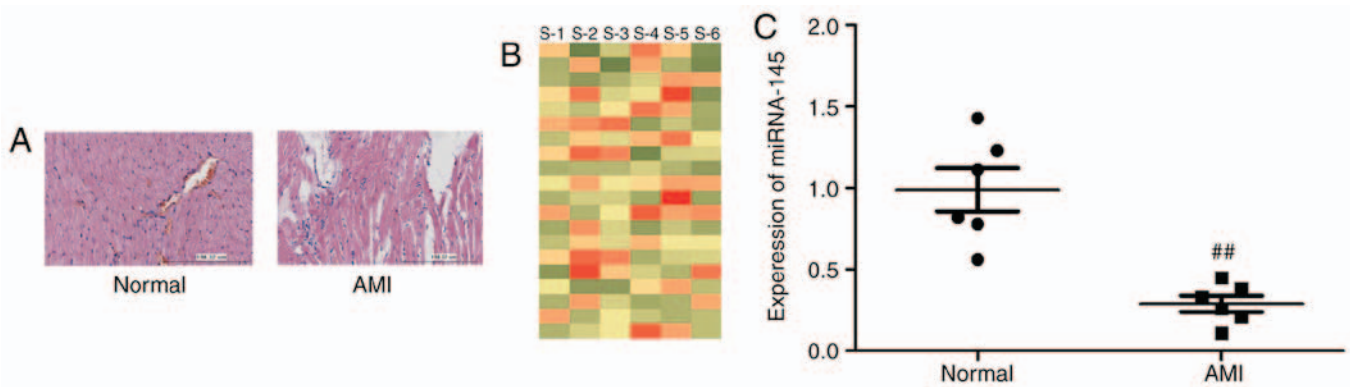 A
Normal
AMI
B
S-1 S-2 S-3 S-4 S-5 S-6
C
Experession of miRNA-145
2.0
1.5
1.0
0.5
0.0
##
Normal
AMI